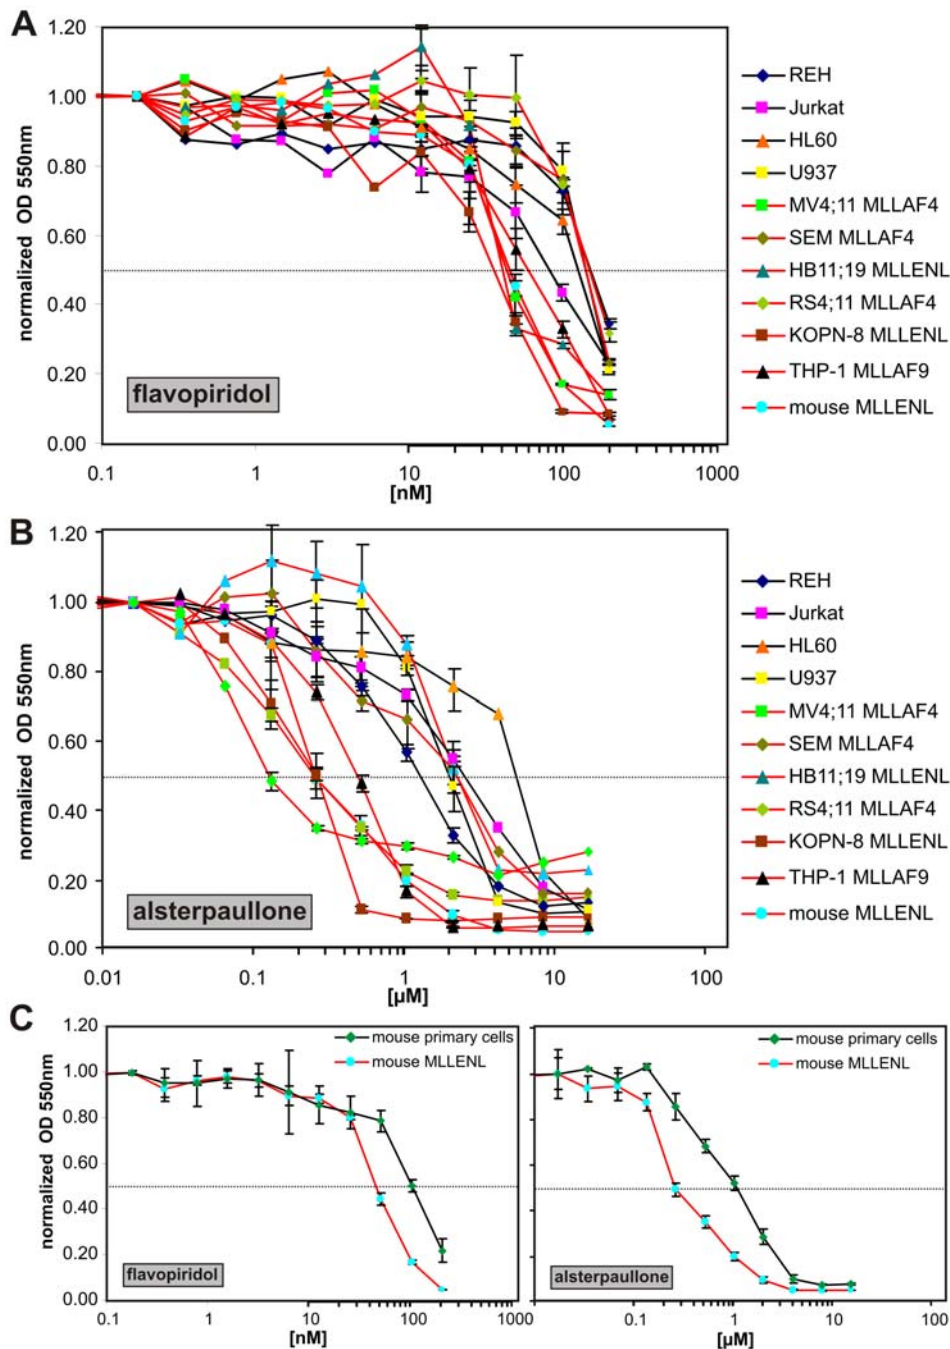 A
normalized OD 550nm
1.20
1.00
0.80
0.60
0.40
0.20
0.00
flavopiridol
0.1
1
10
100
1000
[nM]
REH
Jurkat
HL60
U937
MV4;11 MLLAF4
SEM MLLAF4
HB11;19 MLLENL
RS4;11 MLLAF4
KOPN-8 MLLENL
THP-1 MLLAF9
mouse MLLENL
B
normalized OD 550nm
1.20
1.00
0.80
0.60
0.40
0.20
0.00
alsterpaullone
0.01
0.1
1
10
100
[µM]
REH
Jurkat
HL60
U937
MV4;11 MLLAF4
SEM MLLAF4
HB11;19 MLLENL
RS4;11 MLLAF4
KOPN-8 MLLENL
THP-1 MLLAF9
mouse MLLENL
C
normalized OD 550nm
1.20
1.00
0.80
0.60
0.40
0.20
0.00
mouse primary cells
mouse MLLENL
flavopiridol
0.1
1
10
100
1000
[nM]
mouse primary cells
mouse MLLENL
alsterpaullone
0.1
1
10
100
[µM]